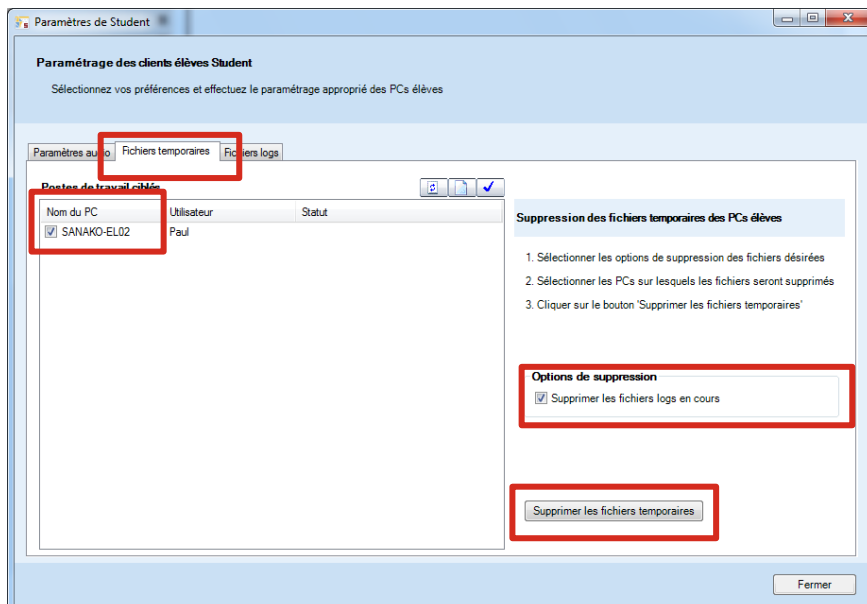 Paramètres de Student
Paramétrage des clients élèves Student
Sélectionnez vos préférences et effectuez le paramétrage approprié des PCs élèves
Paramètres audio Fichiers temporaires Fichiers logs
Postes de travail ciblés
Nom du PC Utilisateur Statut
SANAKO-EL02 Paul
Suppression des fichiers temporaires des PCs élèves
1. Sélectionner les options de suppression des fichiers désirées
2. Sélectionner les PCs sur lesquels les fichiers seront supprimés
3. Cliquer sur le bouton 'Supprimer les fichiers temporaires'
Options de suppression
Supprimer les fichiers logs en cours
Supprimer les fichiers temporaires
Fermer